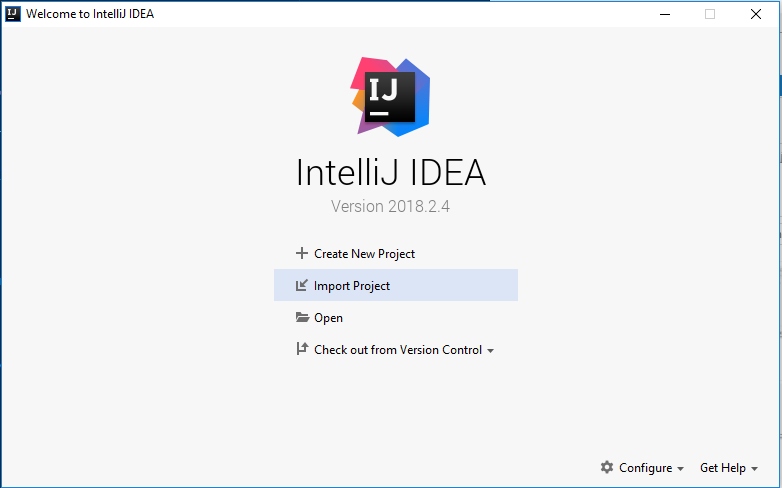 Welcome to IntelliJ IDEA
IJ
IntelliJ IDEA
Version 2018.2.4
Create New Project
Import Project
Open
Check out from Version Control
Configure
Get Help